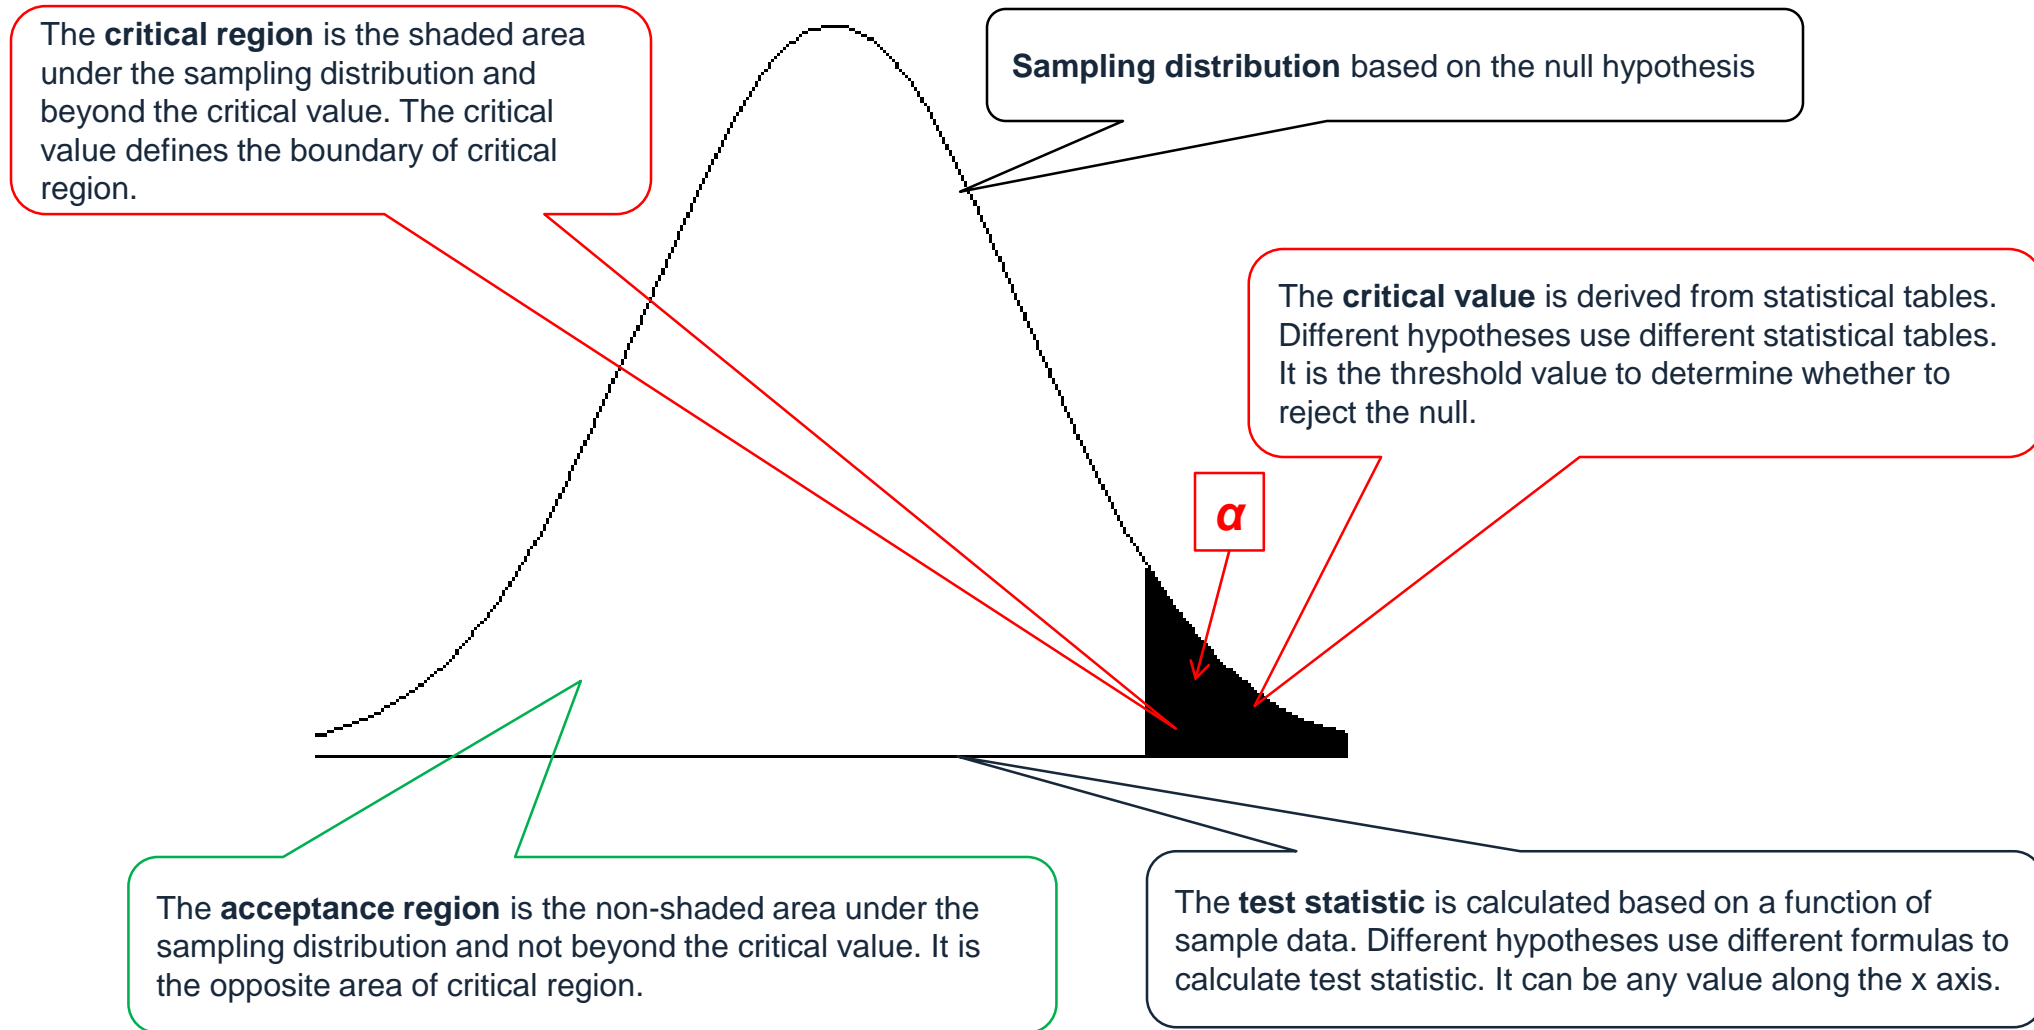 The critical region is the shaded area
under the sampling distribution and
beyond the critical value. The critical
value defines the boundary of critical
region.
Sampling distribution based on the null hypothesis
The critical value is derived from statistical tables.
Different hypotheses use different statistical tables.
It is the threshold value to determine whether to
reject the null.
α
The acceptance region is the non-shaded area under the
sampling distribution and not beyond the critical value. It is
the opposite area of critical region.
The test statistic is calculated based on a function of
sample data. Different hypotheses use different formulas to
calculate test statistic. It can be any value along the x axis.